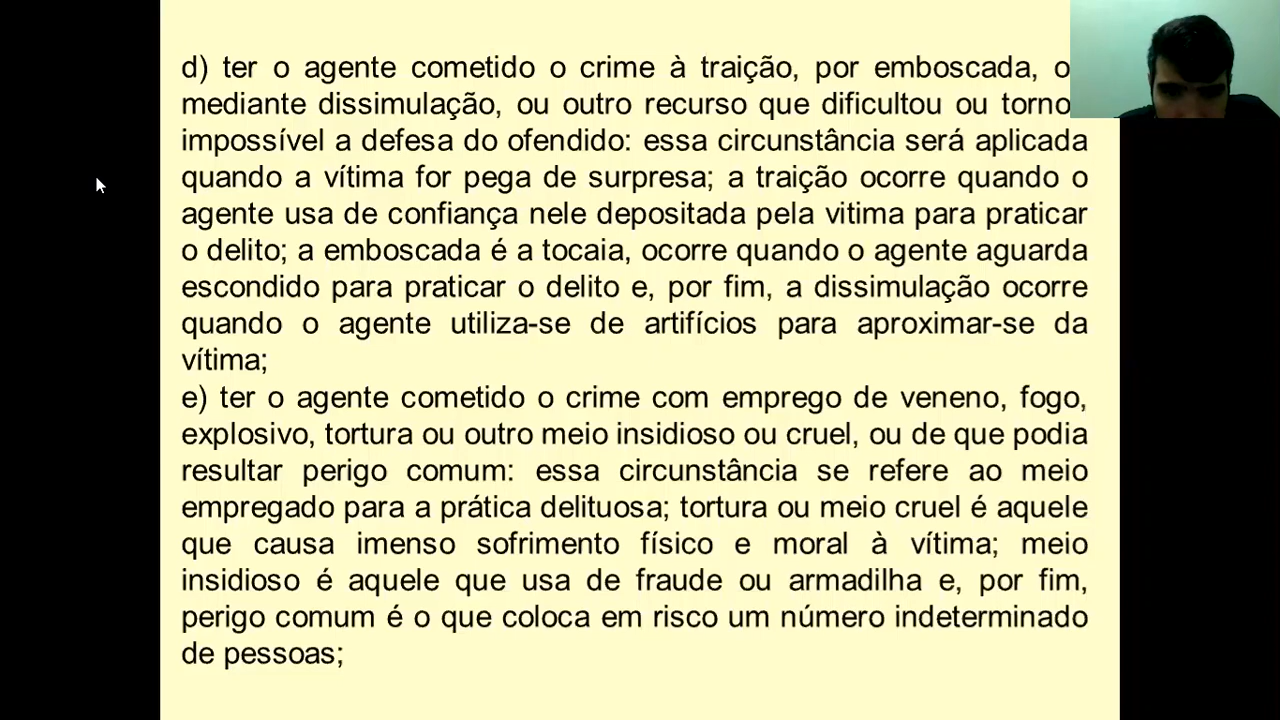 d) ter o agente cometido o crime à traição, por emboscada, o
mediante dissimulação, ou outro recurso que dificultou ou torno
impossível a defesa do ofendido: essa circunstância será aplicada
quando a vítima for pega de surpresa; a traição ocorre quando o
agente usa de confiança nele depositada pela vitima para praticar
o delito; a emboscada é a tocaia, ocorre quando o agente aguarda
escondido para praticar o delito e, por fim, a dissimulação ocorre
quando o agente utiliza-se de artifícios para aproximar-se da
vítima;
e) ter o agente cometido o crime com emprego de veneno, fogo,
explosivo, tortura ou outro meio insidioso ou cruel, ou de que podia
resultar perigo comum: essa circunstância se refere ao meio
empregado para a prática delituosa; tortura ou meio cruel é aquele
que causa imenso sofrimento físico e moral à vítima; meio
insidioso é aquele que usa de fraude ou armadilha e, por fim,
perigo comum é o que coloca em risco um número indeterminado
de pessoas;